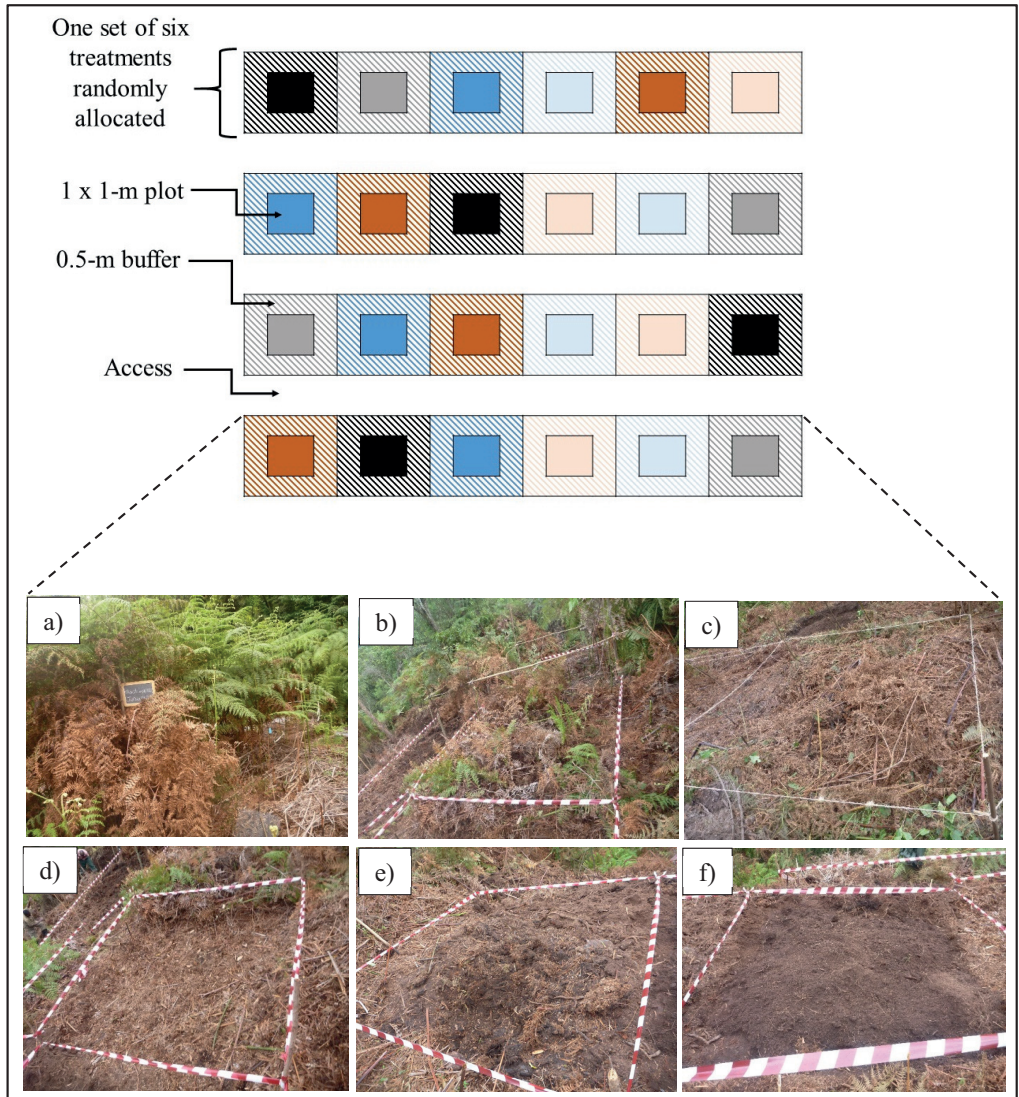 One set of six
treatments
randomly
allocated
1 x 1-m plot
0.5-m buffer
Access
a)
b)
c)
d)
e)
f)